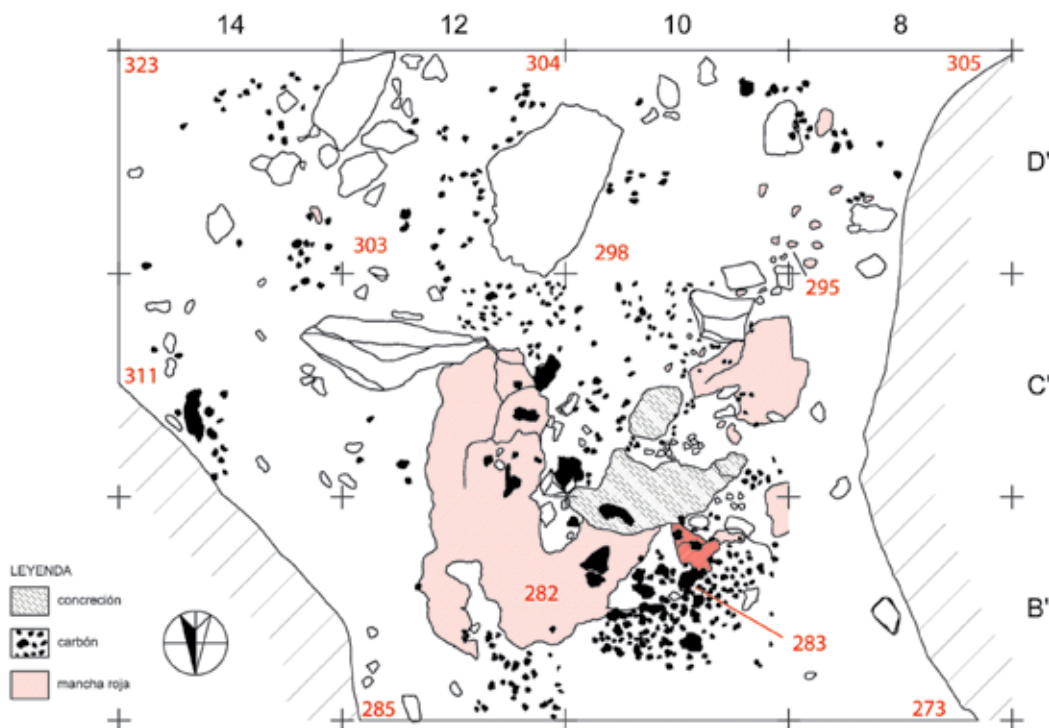 14 12 10 8
323 304 305
D'
303 298
295
311
C'
LEYENDA
concreción
carbón
mancha roja
282
283
B'
285 273